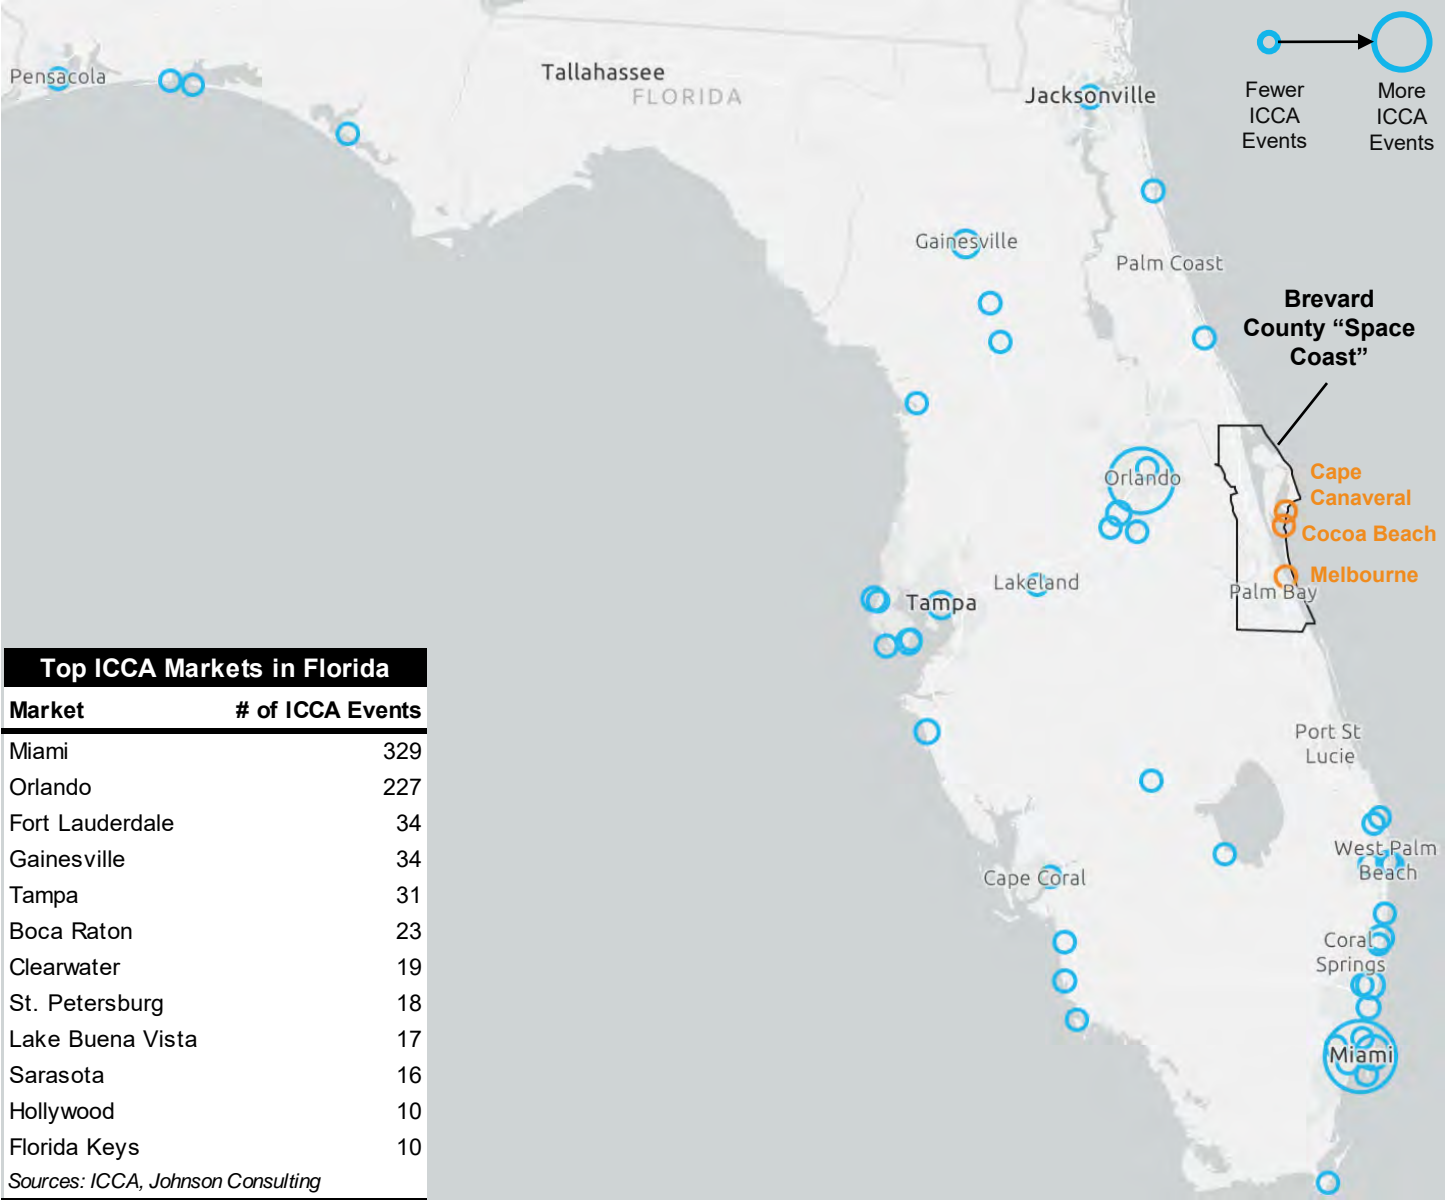 Pensacola
Tallahassee
FLORIDA
Jacksonville
Fewer
ICCA
Events
More
ICCA
Events
Gainesville
Palm Coast
Brevard
County “Space
Coast”
Orlando
Cape
Canaveral
Cocoa Beach
Melbourne
Palm Bay
Lakeland
Tampa
Port St
Lucie
West Palm
Beach
Cape Coral
Coral
Springs
Miami
Top ICCA Markets in Florida
Market # of ICCA Events
Miami 329
Orlando 227
Fort Lauderdale 34
Gainesville 34
Tampa 31
Boca Raton 23
Clearwater 19
St. Petersburg 18
Lake Buena Vista 17
Sarasota 16
Hollywood 10
Florida Keys 10
Sources: ICCA, Johnson Consulting